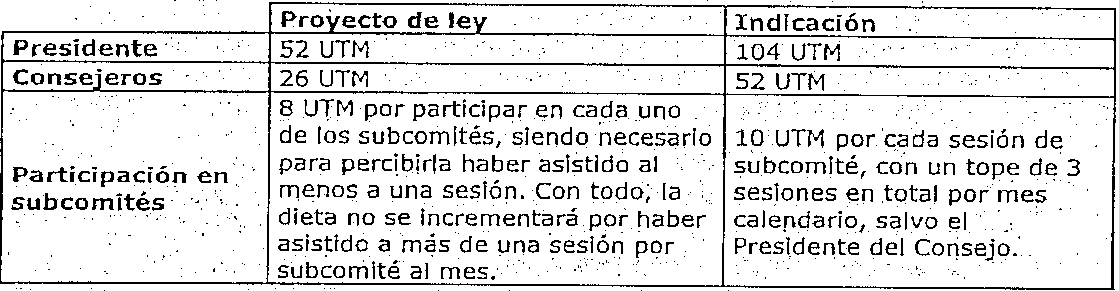 Proyecto de ley Indicación
Presidente 52 UTM 104 UTM
Consejeros 26 UTM 52 UTM
Participación en
subcomités
8 UTM por participar en cada uno
de los subcomités, siendo necesario
para percibirla haber asistido al
menos a una sesión. Con todo, la
dieta no se incrementará por haber
asistido a más de una sesión por
subcomité al mes.
10 UTM por cada sesión de
subcomité, con un tope de 3
sesiones en total por mes
calendario, salvo el
Presidente del Consejo.